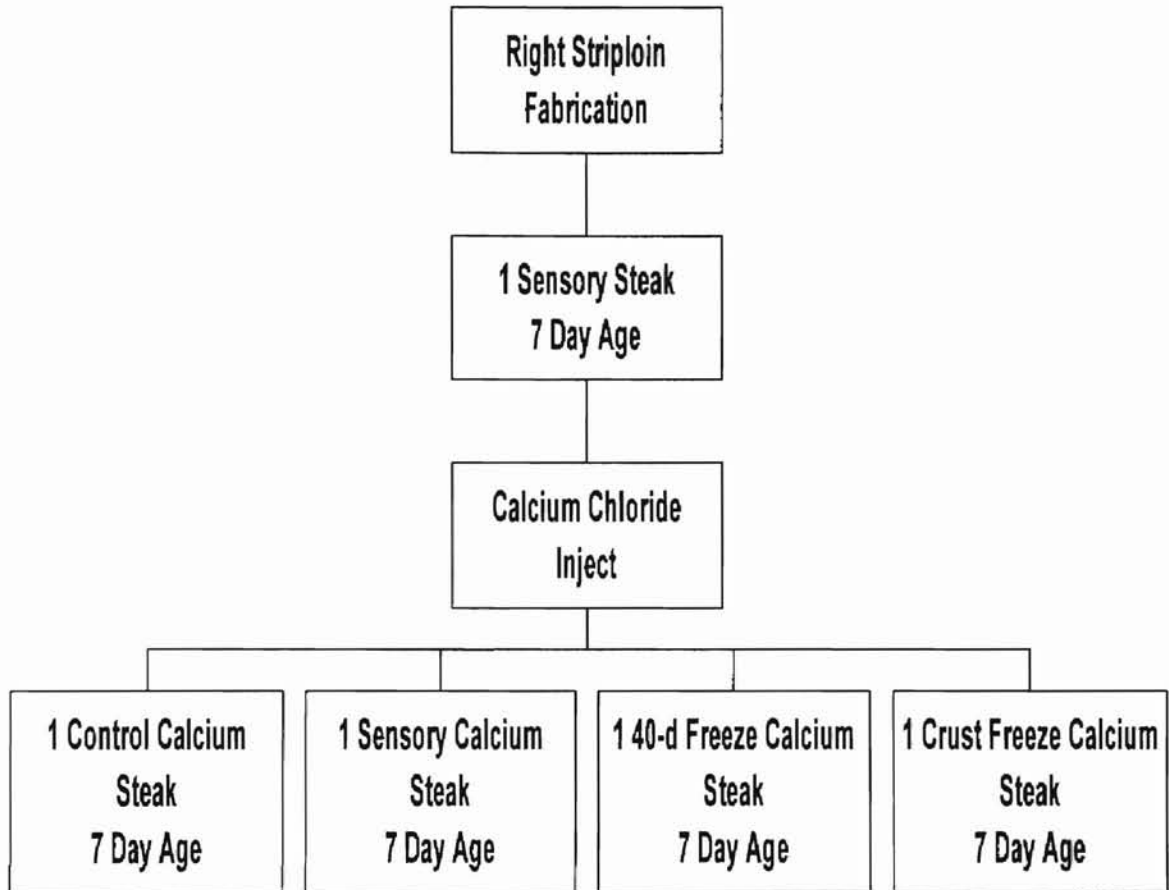 Right Striploin
Fabrication
1 Sensory Steak
7 Day Age
Calcium Chloride
Inject
1 Control Calcium
Steak
7 Day Age
1 Sensory Calcium
Steak
7 Day Age
1 40-d Freeze Calcium
Steak
7 Day Age
1 Crust Freeze Calcium
Steak
7 Day Age